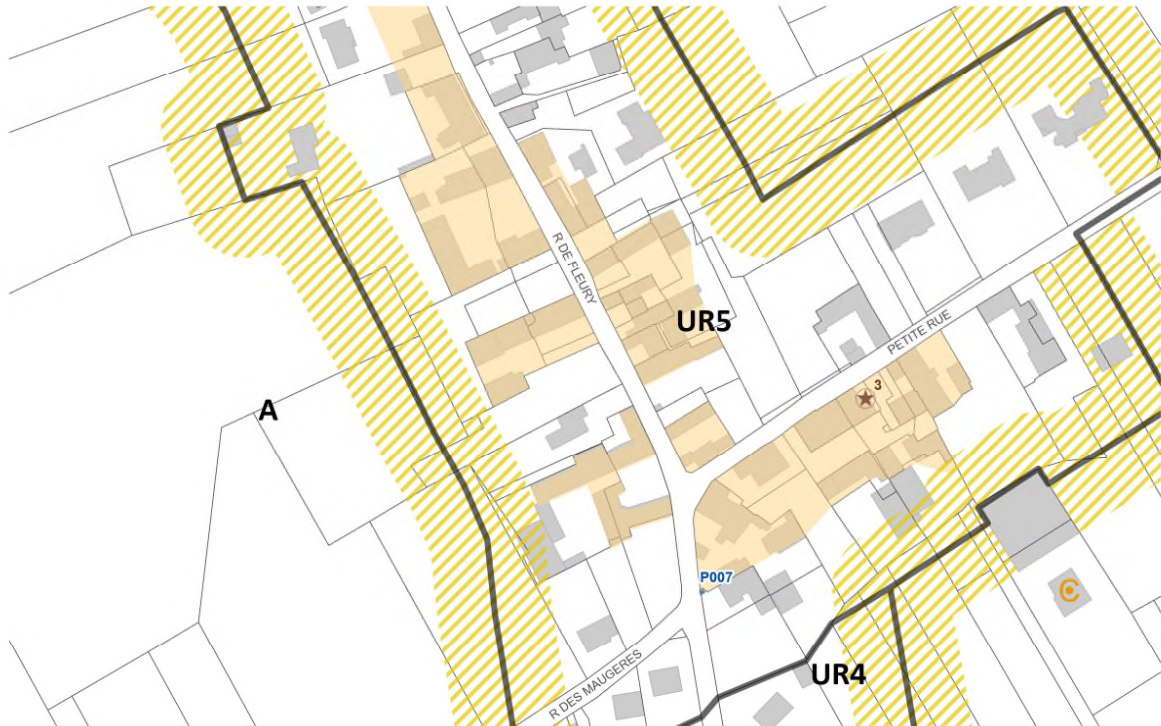 R DE FLEURY
UR5
PETITE RUE
3
A
P007
C
UR4
R DES MAUGERES